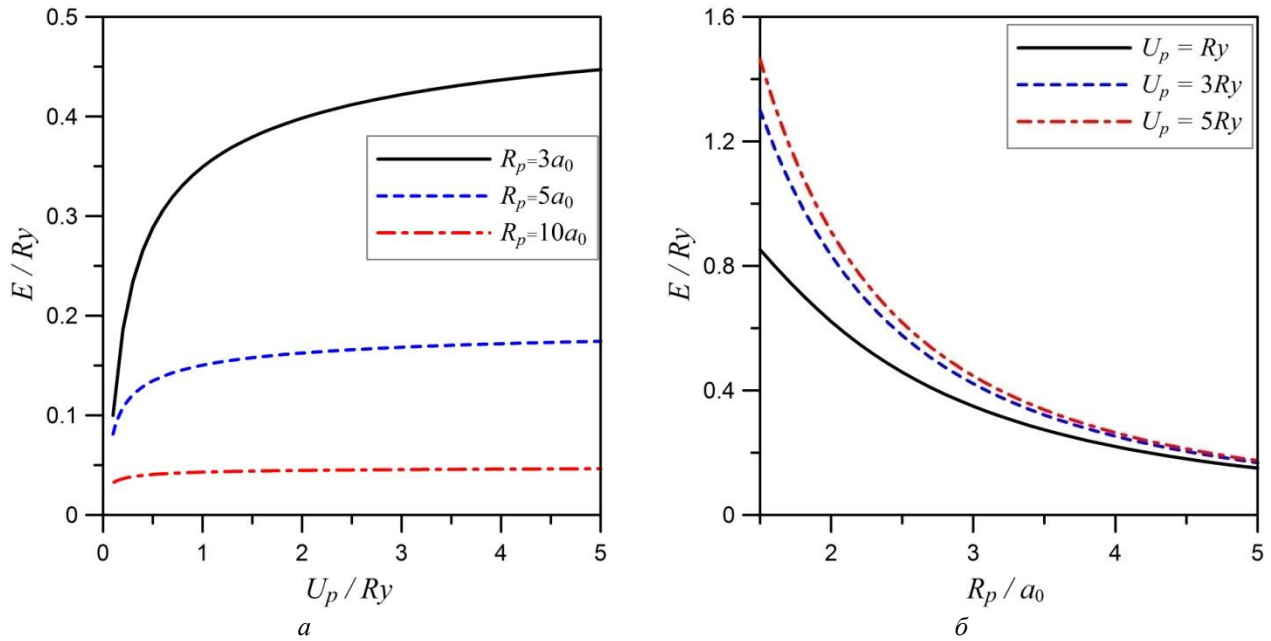 0.5
0.4
0.3
0.2
0.1
0
E / Ry
R_p=3a_0
R_p=5a_0
R_p=10a_0
0 1 2 3 4 5
U_p / Ry
а
1.6
1.2
0.8
0.4
0
E / Ry
U_p = Ry
U_p = 3Ry
U_p = 5Ry
2 3 4 5
R_p / a_0
б